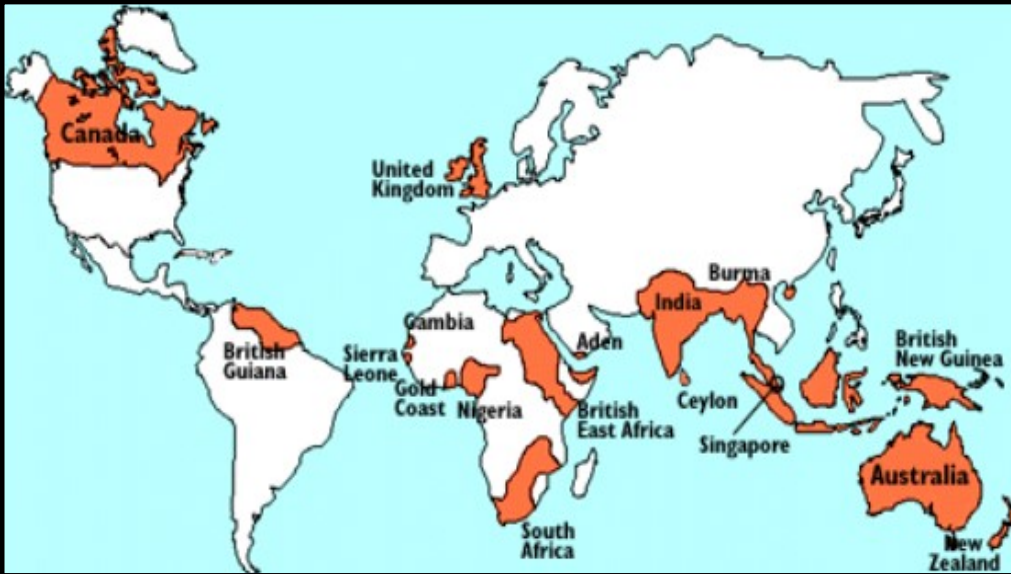 Canada
United
Kingdom
Burma
India
Gambia
Aden
British
New Guinea
British
Guiana
Sierra
Leone
Gold
Coast
Nigeria
British
East Africa
Ceylon
Singapore
Australia
South
Africa
New
Zealand